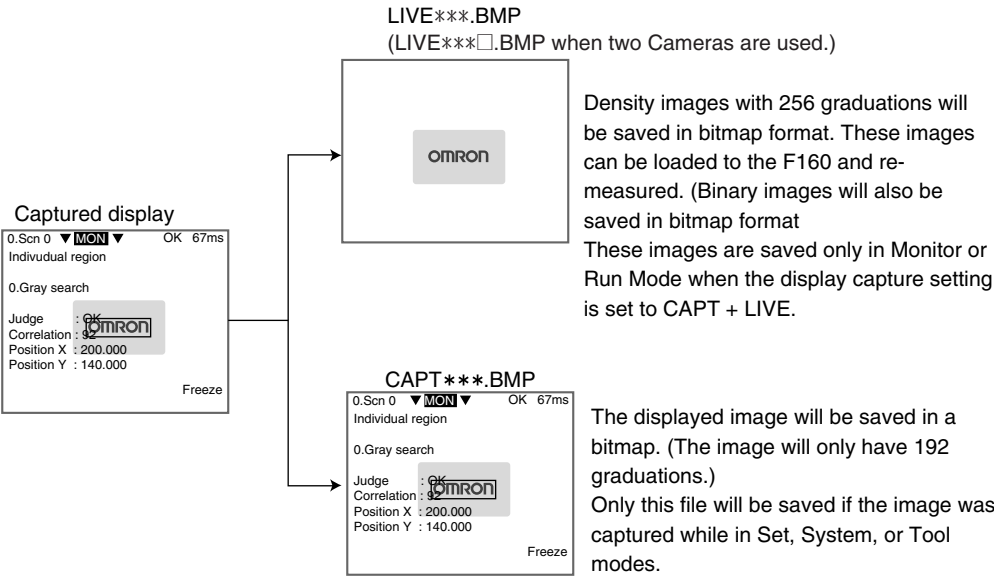 LIVE***.BMP
(LIVE***□.BMP when two Cameras are used.)
OMRON
Density images with 256 graduations will
be saved in bitmap format. These images
can be loaded to the F160 and re-
measured. (Binary images will also be
saved in bitmap format
These images are saved only in Monitor or
Run Mode when the display capture setting
is set to CAPT + LIVE.
Captured display
0.Scn 0 ▼ MON ▼ OK 67ms
Indivudual region
0.Gray search
Judge : OK
OMRON
Correlation : 92
Position X : 200.000
Position Y : 140.000
Freeze
CAPT***.BMP
0.Scn 0 ▼ MON ▼ OK 67ms
Individual region
0.Gray search
Judge : OK
OMRON
Correlation : 92
Position X : 200.000
Position Y : 140.000
Freeze
The displayed image will be saved in a
bitmap. (The image will only have 192
graduations.)
Only this file will be saved if the image was
captured while in Set, System, or Tool
modes.